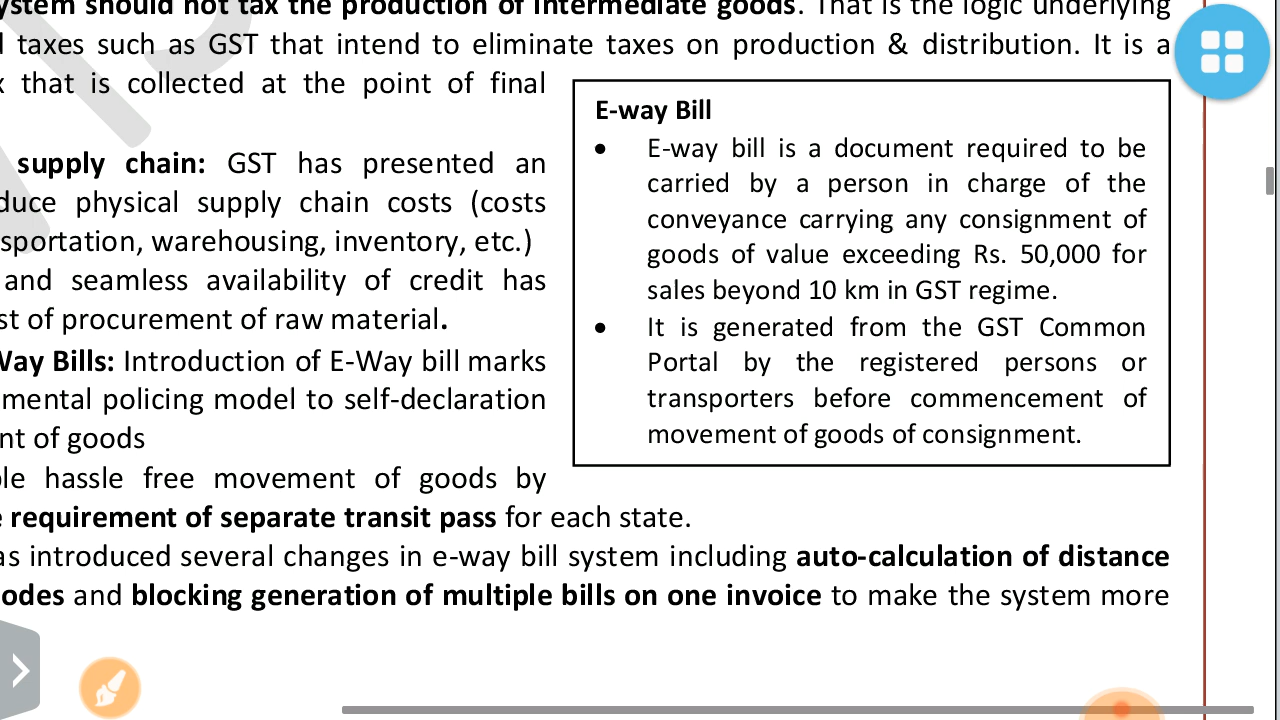 ystem should not tax the production of intermediate goods. That is the logic underlying
taxes such as GST that intend to eliminate taxes on production & distribution. It is a
x that is collected at the point of final
supply chain: GST has presented an
duce physical supply chain costs (costs
sportation, warehousing, inventory, etc.)
and seamless availability of credit has
st of procurement of raw material.
Way Bills: Introduction of E-Way bill marks
mental policing model to self-declaration
nt of goods
ble hassle free movement of goods by
e requirement of separate transit pass for each state.
as introduced several changes in e-way bill system including auto-calculation of distance
odes and blocking generation of multiple bills on one invoice to make the system more
E-way Bill
• E-way bill is a document required to be
carried by a person in charge of the
conveyance carrying any consignment of
goods of value exceeding Rs. 50,000 for
sales beyond 10 km in GST regime.
• It is generated from the GST Common
Portal by the registered persons or
transporters before commencement of
movement of goods of consignment.